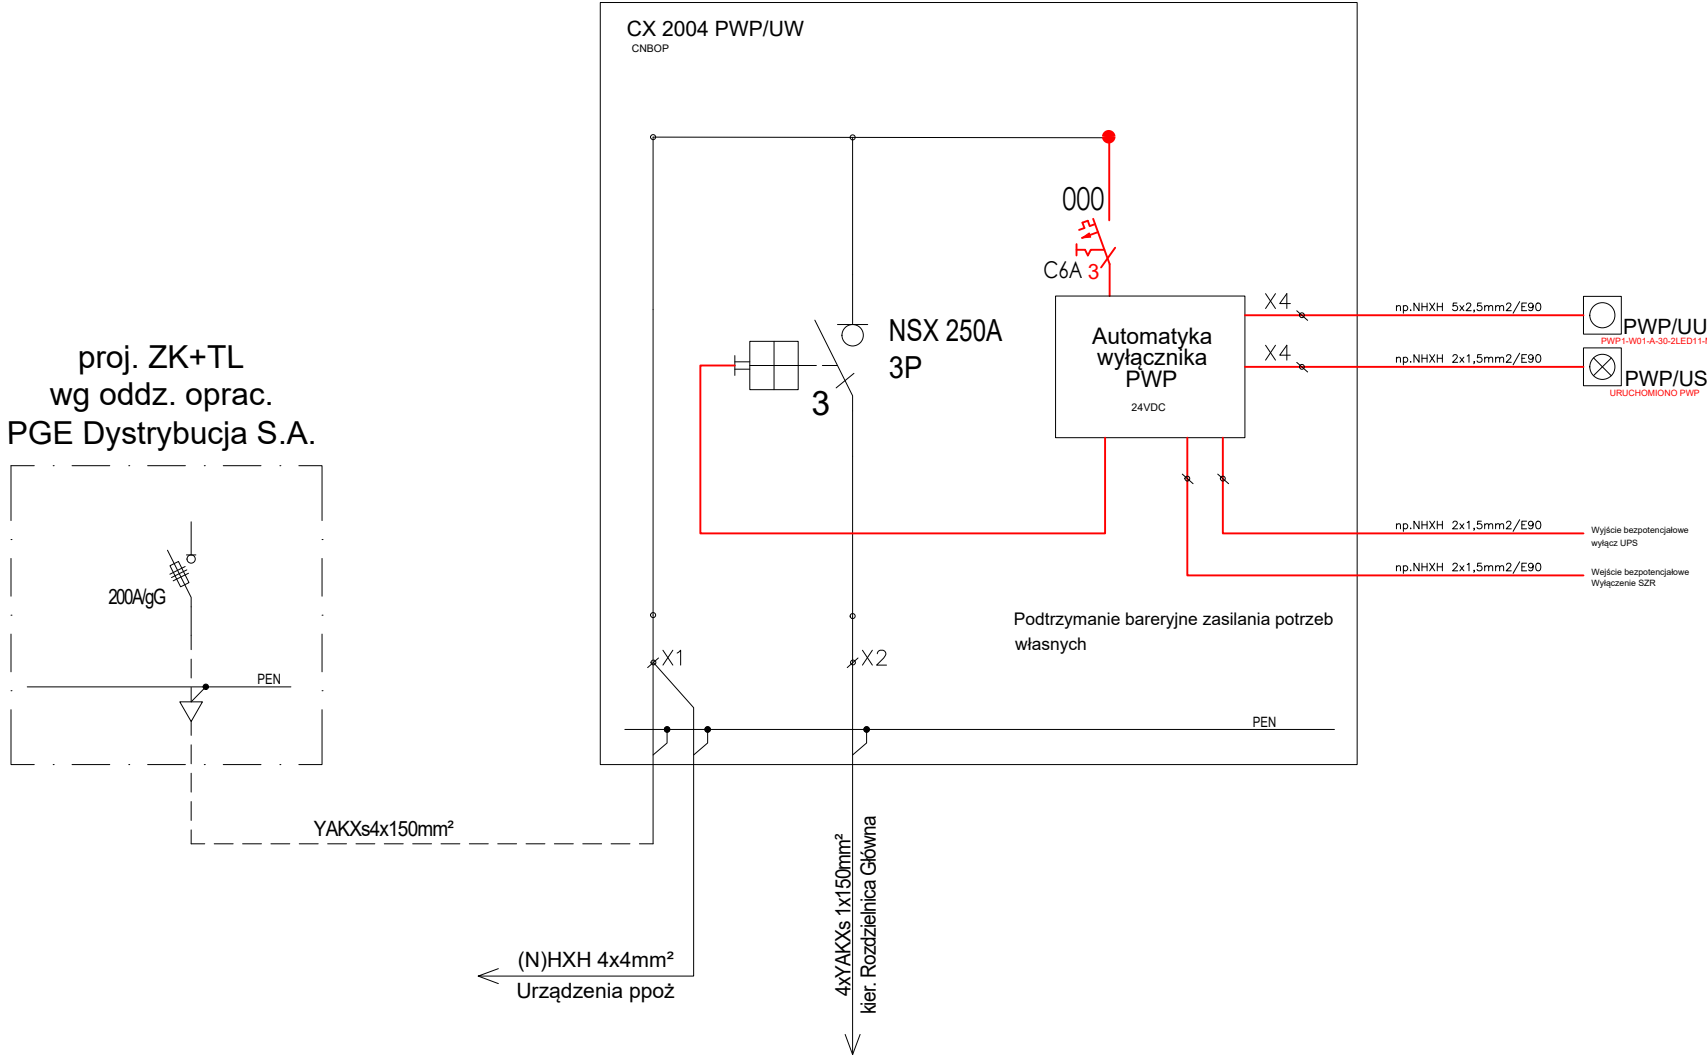 CX 2004 PWP/UW
CNBOP
000
C6A 3
NSX 250A
3P
3
Automatyka
wyłącznika
PWP
24VDC
X4
np.NHXH 5x2,5mm2/E90
PWP/UU
X4
np.NHXH 2x1,5mm2/E90
PWP/US
URUCHOMIONO PWP
np.NHXH 2x1,5mm2/E90
Wyjście bezpotencjałowe
wyłącz UPS
np.NHXH 2x1,5mm2/E90
Wejście bezpotencjałowe
Wyłączenie SZR
Podtrzymanie bareryjne zasilania potrzeb
własnych
X1
X2
PEN
proj. ZK+TL
wg oddz. oprac.
PGE Dystrybucja S.A.
200A/gG
PEN
YAKXs4x150mm²
(N)HXH 4x4mm²
Urządzenia ppoż
4xYAKXs 1x150mm²
kier. Rozdzielnica Główna